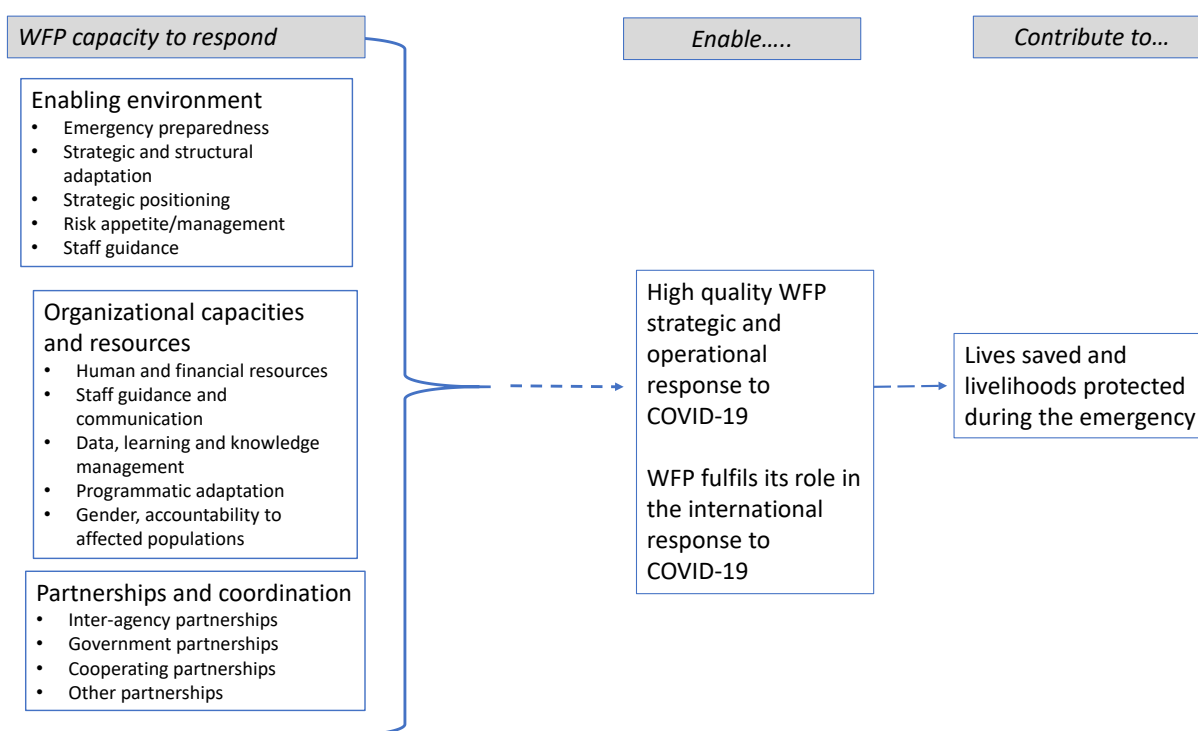 WFP capacity to respond
Enable.....
Contribute to...
Enabling environment
• Emergency preparedness
• Strategic and structural
adaptation
• Strategic positioning
• Risk appetite/management
• Staff guidance
Organizational capacities
and resources
• Human and financial resources
• Staff guidance and
communication
• Data, learning and knowledge
management
• Programmatic adaptation
• Gender, accountability to
affected populations
Partnerships and coordination
• Inter-agency partnerships
• Government partnerships
• Cooperating partnerships
• Other partnerships
High quality WFP
strategic and
operational
response to
COVID-19
WFP fulfils its role in
the international
response to
COVID-19
Lives saved and
livelihoods protected
during the emergency